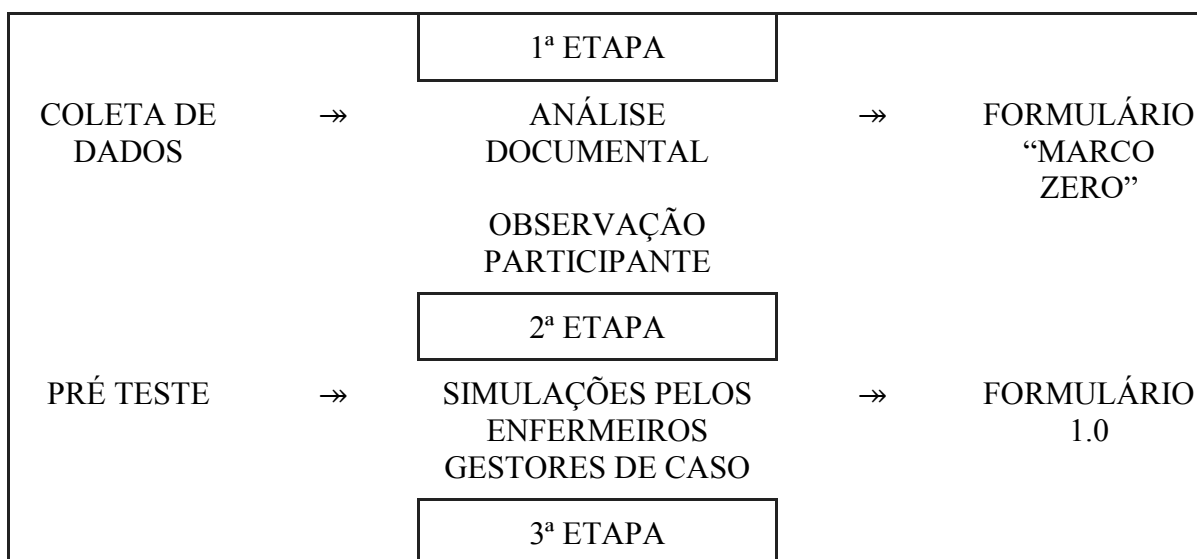 1ª ETAPA
COLETA DE DADOS
↠
ANÁLISE DOCUMENTAL
OBSERVAÇÃO PARTICIPANTE
↠
FORMULÁRIO “MARCO ZERO”
2ª ETAPA
PRÉ TESTE
↠
SIMULAÇÕES PELOS ENFERMEIROS GESTORES DE CASO
↠
FORMULÁRIO 1.0
3ª ETAPA